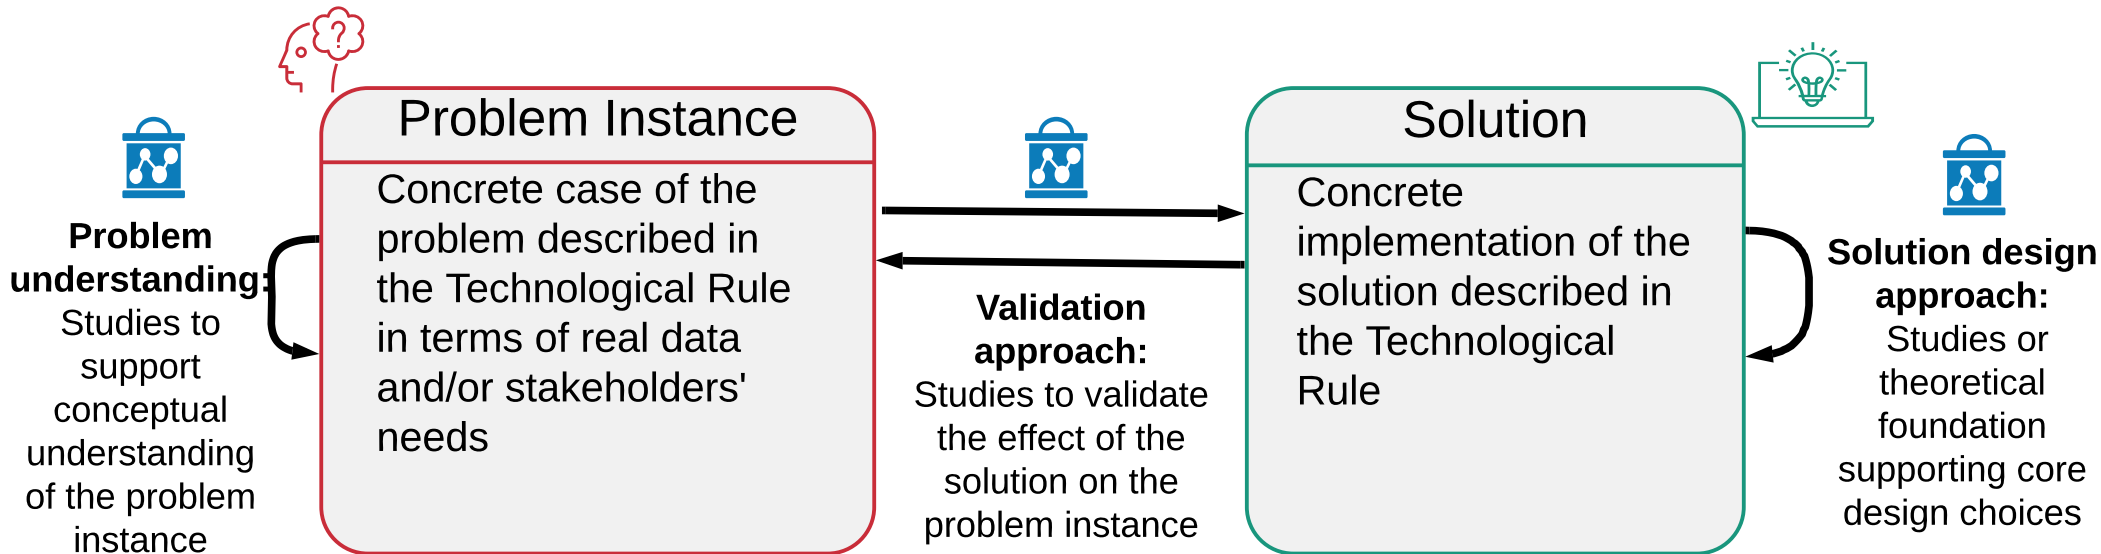 Problem Instance
Concrete case of the
problem described in
the Technological Rule
in terms of real data
and/or stakeholders'
needs
Problem
understanding:
Studies to
support
conceptual
understanding
of the problem
instance
Validation
approach:
Studies to validate
the effect of the
solution on the
problem instance
Solution
Concrete
implementation of the
solution described in
the Technological
Rule
Solution design
approach:
Studies or
theoretical
foundation
supporting core
design choices
?